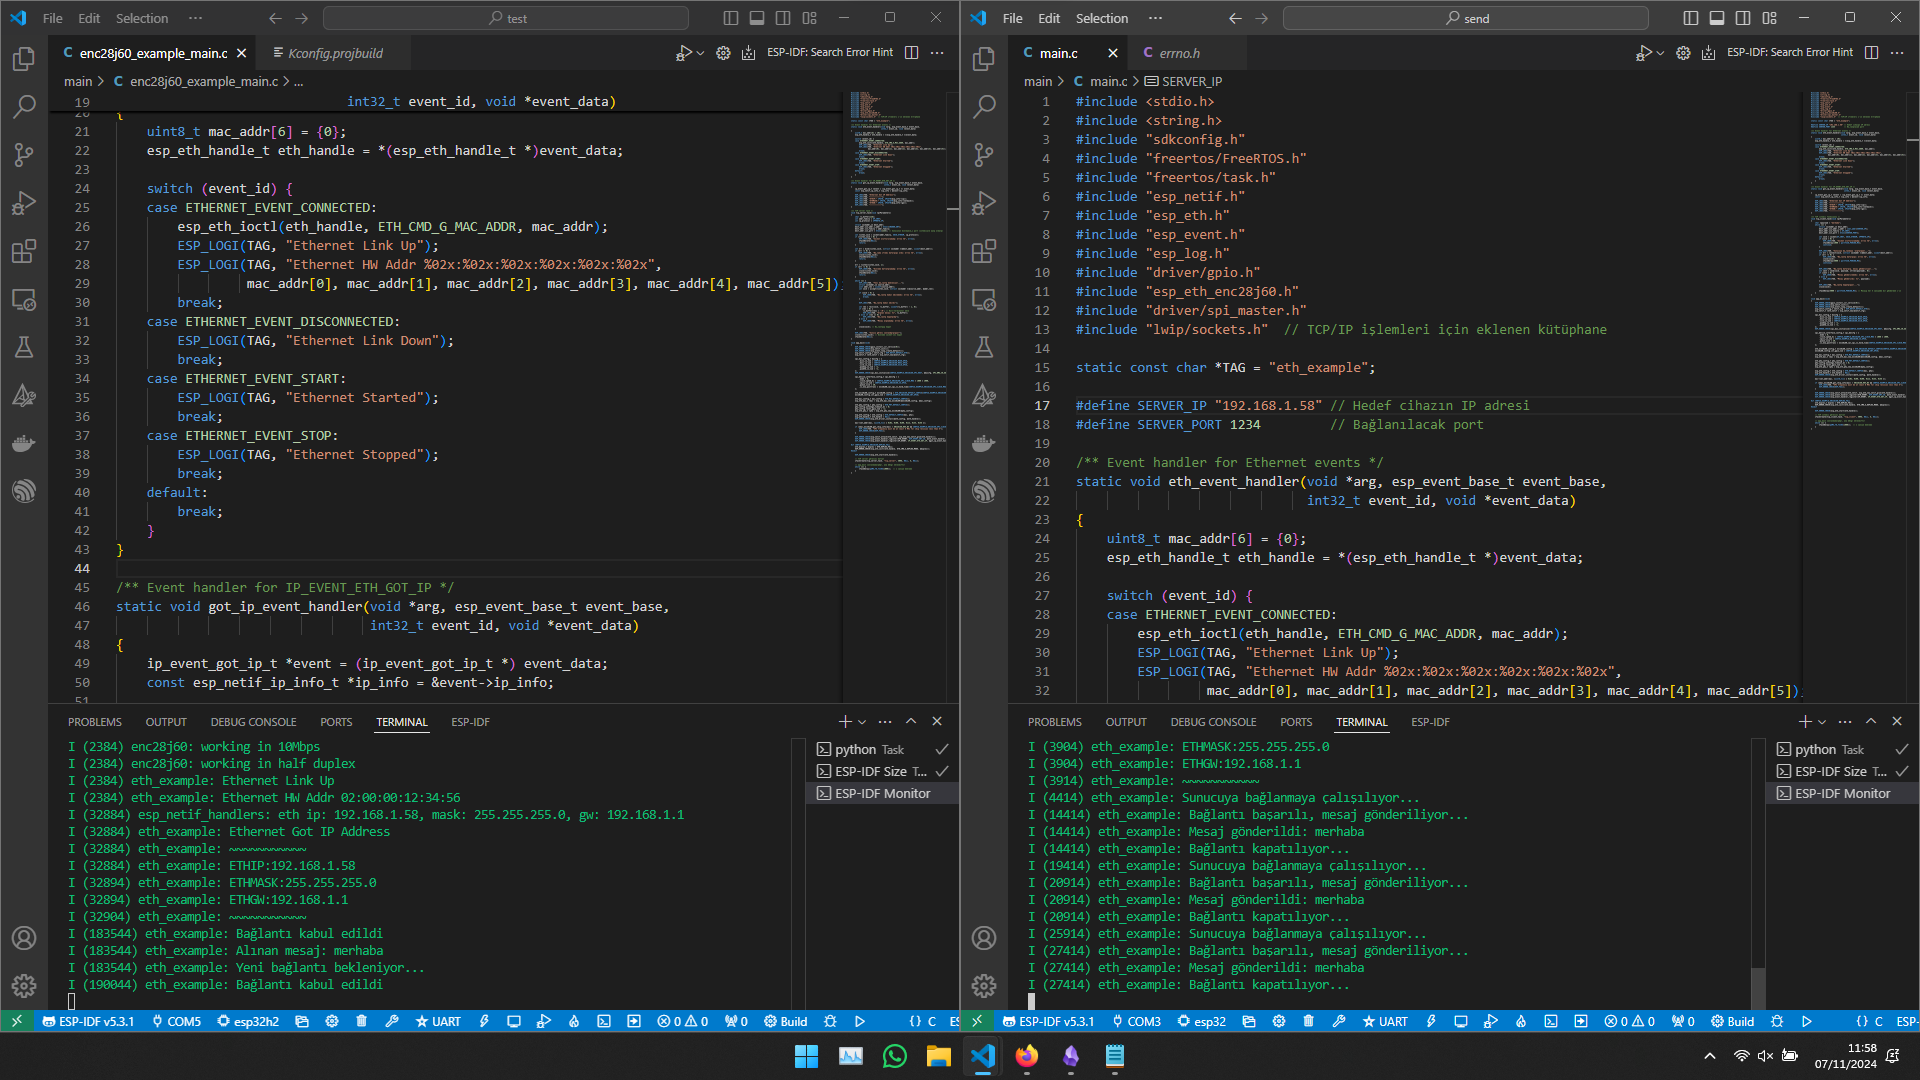 File Edit Selection ··· test
enc28j60_example_main.c Kconfig.projbuild ESP-IDF: Search Error Hint
main > C enc28j60_example_main.c > ...
19 int32_t event_id, void *event_data)
20 {
21 uint8_t mac_addr[6] = {0};
22 esp_eth_handle_t eth_handle = *(esp_eth_handle_t *)event_data;
23
24 switch (event_id) {
25 case ETHERNET_EVENT_CONNECTED:
26 esp_eth_ioctl(eth_handle, ETH_CMD_G_MAC_ADDR, mac_addr);
27 ESP_LOGI(TAG, "Ethernet Link Up");
28 ESP_LOGI(TAG, "Ethernet HW Addr %02x:%02x:%02x:%02x:%02x:%02x",
29 mac_addr[0], mac_addr[1], mac_addr[2], mac_addr[3], mac_addr[4], mac_addr[5]);
30 break;
31 case ETHERNET_EVENT_DISCONNECTED:
32 ESP_LOGI(TAG, "Ethernet Link Down");
33 break;
34 case ETHERNET_EVENT_START:
35 ESP_LOGI(TAG, "Ethernet Started");
36 break;
37 case ETHERNET_EVENT_STOP:
38 ESP_LOGI(TAG, "Ethernet Stopped");
39 break;
40 default:
41 break;
42 }
43 }
44
45 /** Event handler for IP_EVENT_ETH_GOT_IP */
46 static void got_ip_event_handler(void *arg, esp_event_base_t event_base,
47 int32_t event_id, void *event_data)
48 {
49 ip_event_got_ip_t *event = (ip_event_got_ip_t *) event_data;
50 const esp_netif_ip_info_t *ip_info = &event->ip_info;
51
PROBLEMS OUTPUT DEBUG CONSOLE PORTS TERMINAL ESP-IDF
I (2384) enc28j60: working in 10Mbps
I (2384) enc28j60: working in half duplex
I (2384) eth_example: Ethernet Link Up
I (2384) eth_example: Ethernet HW Addr 02:00:00:12:34:56
I (32884) esp_netif_handlers: eth ip: 192.168.1.58, mask: 255.255.255.0, gw: 192.168.1.1
I (32884) eth_example: Ethernet Got IP Address
I (32884) eth_example: ~~~~~~~~~~~
I (32884) eth_example: ETHIP:192.168.1.58
I (32894) eth_example: ETHMASK:255.255.255.0
I (32894) eth_example: ETHGW:192.168.1.1
I (32904) eth_example: ~~~~~~~~~~~
I (183544) eth_example: Bağlantı kabul edildi
I (183544) eth_example: Alınan mesaj: merhaba
I (183544) eth_example: Yeni bağlantı bekleniyor...
I (190044) eth_example: Bağlantı kabul edildi
python Task
ESP-IDF Size T...
ESP-IDF Monitor
ESP-IDF v5.3.1 COM5 esp32h2 UART 0 0 0 Build {} C ES
File Edit Selection ··· send
main.c errno.h ESP-IDF: Search Error Hint
main > C main.c > SERVER_IP
1 #include <stdio.h>
2 #include <string.h>
3 #include "sdkconfig.h"
4 #include "freertos/FreeRTOS.h"
5 #include "freertos/task.h"
6 #include "esp_netif.h"
7 #include "esp_eth.h"
8 #include "esp_event.h"
9 #include "esp_log.h"
10 #include "driver/gpio.h"
11 #include "esp_eth_enc28j60.h"
12 #include "driver/spi_master.h"
13 #include "lwip/sockets.h" // TCP/IP işlemleri için eklenen kütüphane
14
15 static const char *TAG = "eth_example";
16
17 #define SERVER_IP "192.168.1.58" // Hedef cihazın IP adresi
18 #define SERVER_PORT 1234 // Bağlanılacak port
19
20 /** Event handler for Ethernet events */
21 static void eth_event_handler(void *arg, esp_event_base_t event_base,
22 int32_t event_id, void *event_data)
23 {
24 uint8_t mac_addr[6] = {0};
25 esp_eth_handle_t eth_handle = *(esp_eth_handle_t *)event_data;
26
27 switch (event_id) {
28 case ETHERNET_EVENT_CONNECTED:
29 esp_eth_ioctl(eth_handle, ETH_CMD_G_MAC_ADDR, mac_addr);
30 ESP_LOGI(TAG, "Ethernet Link Up");
31 ESP_LOGI(TAG, "Ethernet HW Addr %02x:%02x:%02x:%02x:%02x:%02x",
32 mac_addr[0], mac_addr[1], mac_addr[2], mac_addr[3], mac_addr[4], mac_addr[5]);
PROBLEMS OUTPUT DEBUG CONSOLE PORTS TERMINAL ESP-IDF
I (3904) eth_example: ETHMASK:255.255.255.0
I (3904) eth_example: ETHGW:192.168.1.1
I (3914) eth_example: ~~~~~~~~~~~
I (4414) eth_example: Sunucuya bağlanmaya çalışılıyor...
I (14414) eth_example: Bağlantı başarılı, mesaj gönderiliyor...
I (14414) eth_example: Mesaj gönderildi: merhaba
I (14414) eth_example: Bağlantı kapatılıyor...
I (19414) eth_example: Sunucuya bağlanmaya çalışılıyor...
I (20914) eth_example: Bağlantı başarılı, mesaj gönderiliyor...
I (20914) eth_example: Mesaj gönderildi: merhaba
I (20914) eth_example: Bağlantı kapatılıyor...
I (25914) eth_example: Sunucuya bağlanmaya çalışılıyor...
I (27414) eth_example: Bağlantı başarılı, mesaj gönderiliyor...
I (27414) eth_example: Mesaj gönderildi: merhaba
I (27414) eth_example: Bağlantı kapatılıyor...
python Task
ESP-IDF Size T...
ESP-IDF Monitor
ESP-IDF v5.3.1 COM3 esp32 UART 0 0 0 Build {} C ESP-
11:58
07/11/2024